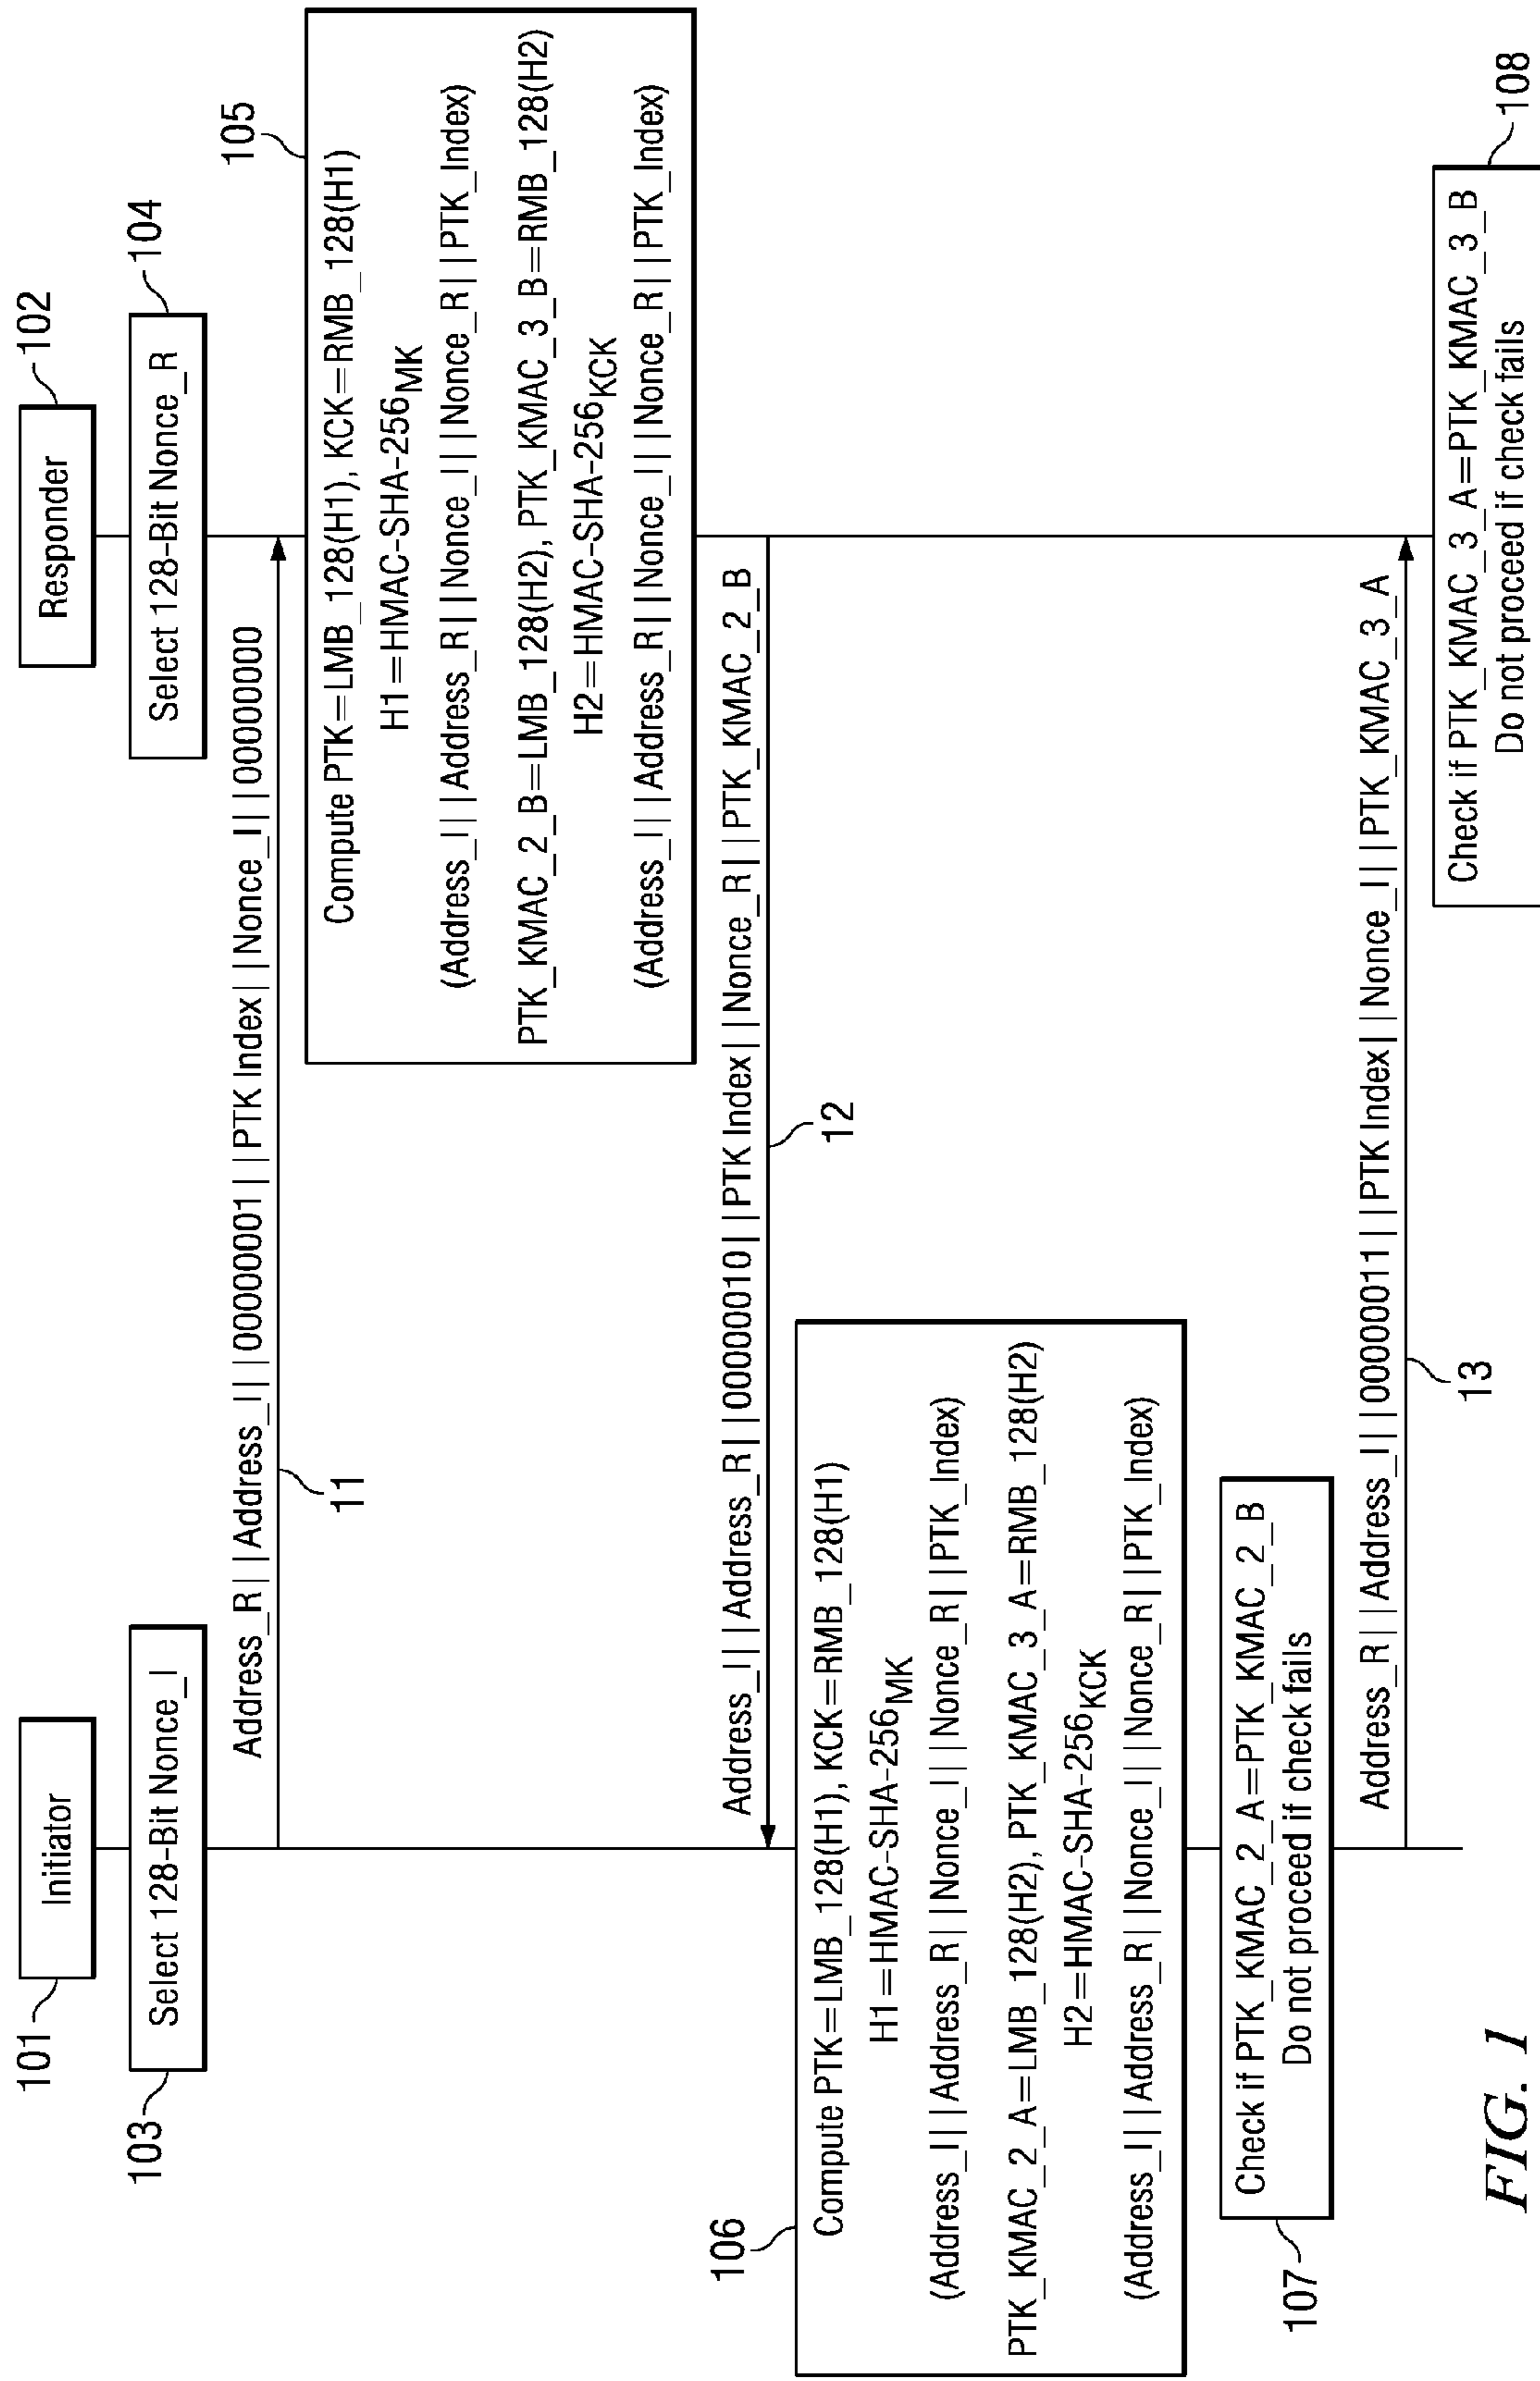 Initiator
101
Responder
102
Select 128-Bit Nonce_I
103
Select 128-Bit Nonce_R
104
Address_R||Address_I||00000001||PTK Index||Nonce_I||0000000
11
105
Compute PTK=LMB_128(H1), KCK=RMB_128(H1)
H1=HMAC-SHA-256MK
(Address_I||Address_R||Nonce_I||Nonce_R||PTK_Index)
PTK_KMAC_2_B=LMB_128(H2), PTK_KMAC_3_B=RMB_128(H2)
H2=HMAC-SHA-256KCK
(Address_I||Address_R||Nonce_I||Nonce_R||PTK_Index)
Address_I||Address_R||00000010||PTK Index||Nonce_R||PTK_KMAC_2_B
12
106
Compute PTK=LMB_128(H1), KCK=RMB_128(H1)
H1=HMAC-SHA-256MK
(Address_I||Address_R||Nonce_I||Nonce_R||PTK_Index)
PTK_KMAC_2_A=LMB_128(H2), PTK_KMAC_3_A=RMB_128(H2)
H2=HMAC-SHA-256KCK
(Address_I||Address_R||Nonce_I||Nonce_R||PTK_Index)
Check if PTK_KMAC_2_A=PTK_KMAC_2_B
Do not proceed if check fails
107
Address_R||Address_I||00000011||PTK Index||Nonce_I||PTK_KMAC_3_A
13
Check if PTK_KMAC_3_A=PTK_KMAC_3_B
Do not proceed if check fails
108
FIG. 1